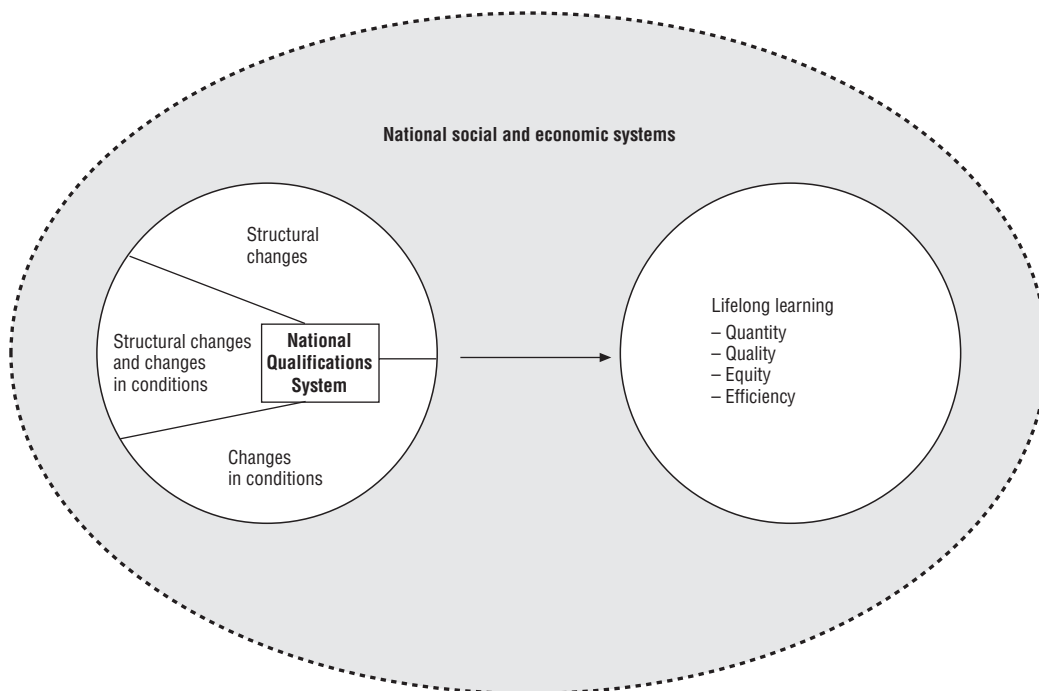 National social and economic systems
Structural
changes
Structural changes
and changes
in conditions
National
Qualifications
System
Changes
in conditions
Lifelong learning
– Quantity
– Quality
– Equity
– Efficiency